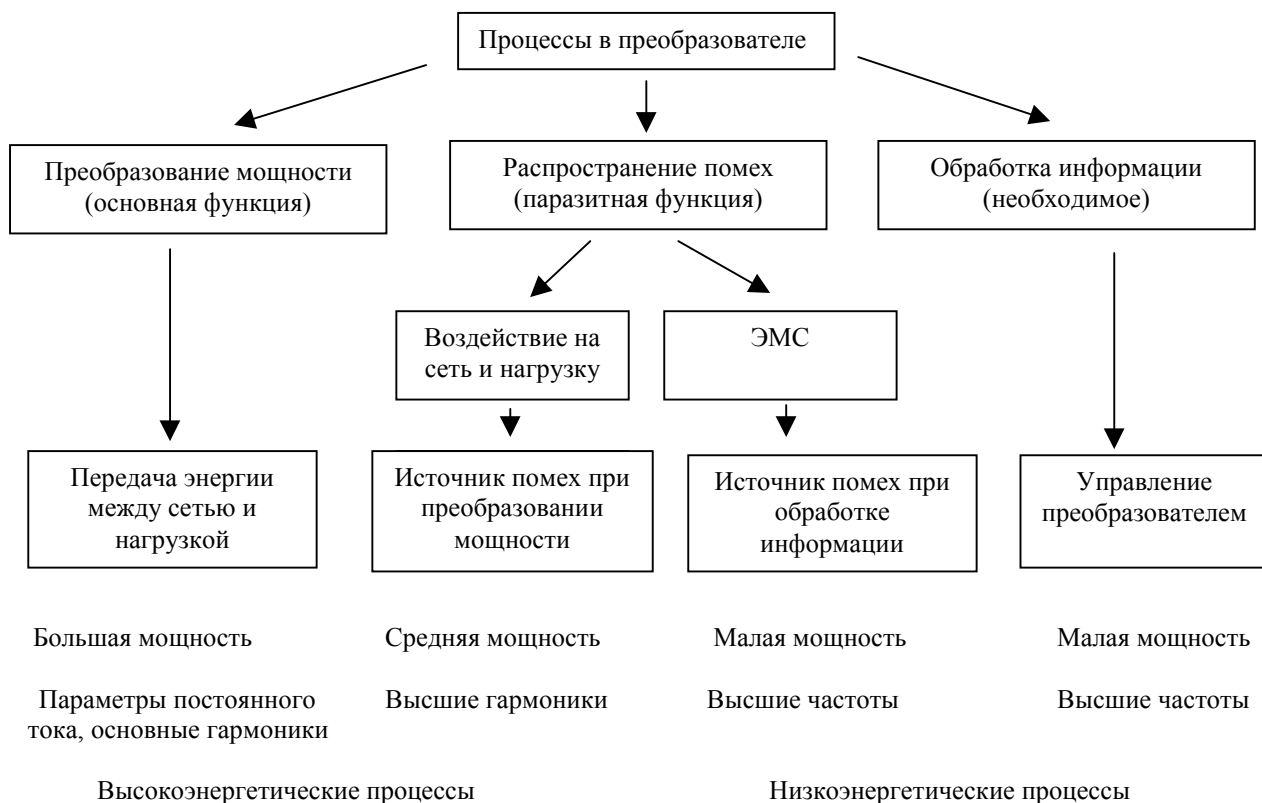 Процессы в преобразователе
Преобразование мощности
(основная функция)
Распространение помех
(паразитная функция)
Обработка информации
(необходимое)
Воздействие на
сеть и нагрузку
ЭМС
Передача энергии
между сетью и
нагрузкой
Источник помех при
преобразовании
мощности
Источник помех при
обработке
информации
Управление
преобразователем
Большая мощность
Средняя мощность
Малая мощность
Малая мощность
Параметры постоянного
тока, основные гармоники
Высшие гармоники
Высшие частоты
Высшие частоты
Высокоэнергетические процессы
Низкоэнергетические процессы